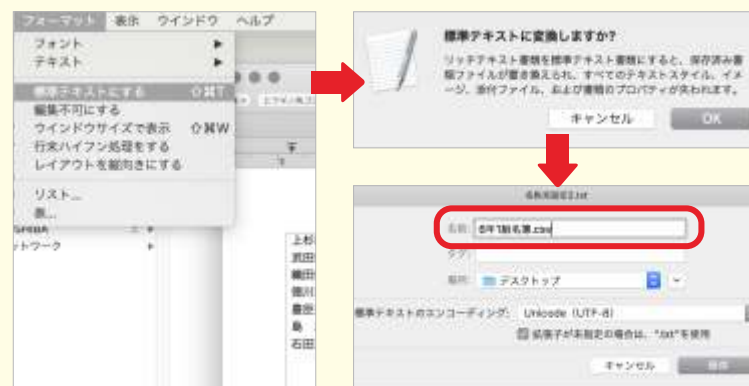 フォーマット 表示 ウインドウ ヘルプ
フォント
テキスト
標準テキストにする ⇧⌘T
編集不可にする
ウインドウサイズで表示 ⇧⌘W
行末ハイフン処理をする
レイアウトを縦向きにする
リスト...
表...
ットワーク
上杉
武田
織田
徳川
豊臣
島
石田
標準テキストに変換しますか?
リッチテキスト書類を標準テキスト書類にすると、保存済み書
類ファイルが置き換えられ、すべてのテキストスタイル、イメ
ージ、添付ファイル、および書類のプロパティが失われます。
キャンセル OK
名前: 6年1組名簿.csv
タグ:
場所: デスクトップ
標準テキストのエンコーディング: Unicode (UTF-8)
拡張子が未指定の場合は、".txt"を使用
キャンセル 保存